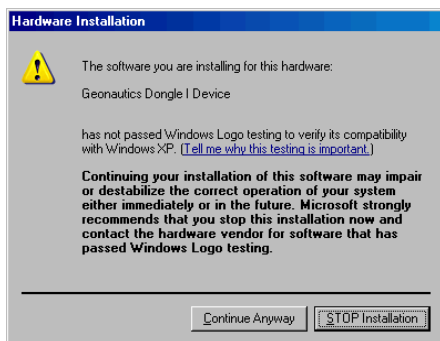 Hardware Installation
The software you are installing for this hardware:
Geonautics Dongle I Device
has not passed Windows Logo testing to verify its compatibility
with Windows XP. (Tell me why this testing is important.)
Continuing your installation of this software may impair
or destabilize the correct operation of your system
either immediately or in the future. Microsoft strongly
recommends that you stop this installation now and
contact the hardware vendor for software that has
passed Windows Logo testing.
Continue Anyway
STOP Installation